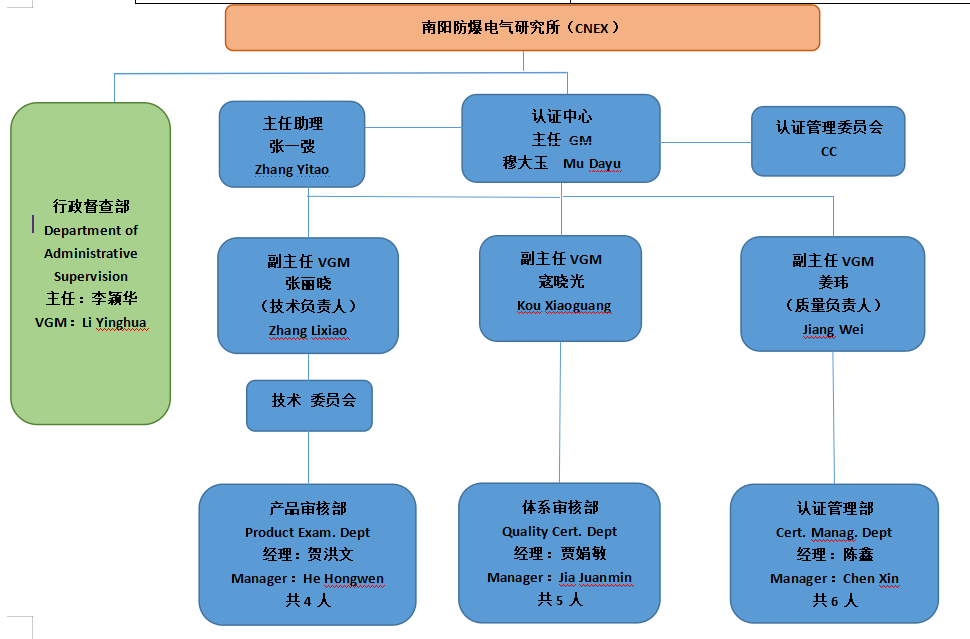 南阳防爆电气研究所（CNEX ）
主任助理
张一弢
Zhang Yitao
认证中心
主任 GM
穆大玉 Mu Dayu
认证管理委员会
CC
行政督查部
Department of
Administrative
Supervision
主任：李颖华
VGM：Li Yinghua
副主任 VGM
张丽晓
（技术负责人）
Zhang Lixiao
副主任 VGM
寇晓光
Kou Xiaoguang
副主任 VGM
姜玮
（质量负责人）
Jiang Wei
技术 委员会
产品审核部
Product Exam. Dept
经理：贺洪文
Manager：He Hongwen
共 4 人
体系审核部
Quality Cert. Dept
经理：贾娟敏
Manager：Jia Juanmin
共 5 人
认证管理部
Cert. Manag. Dept
经理：陈鑫
Manager：Chen Xin
共 6 人